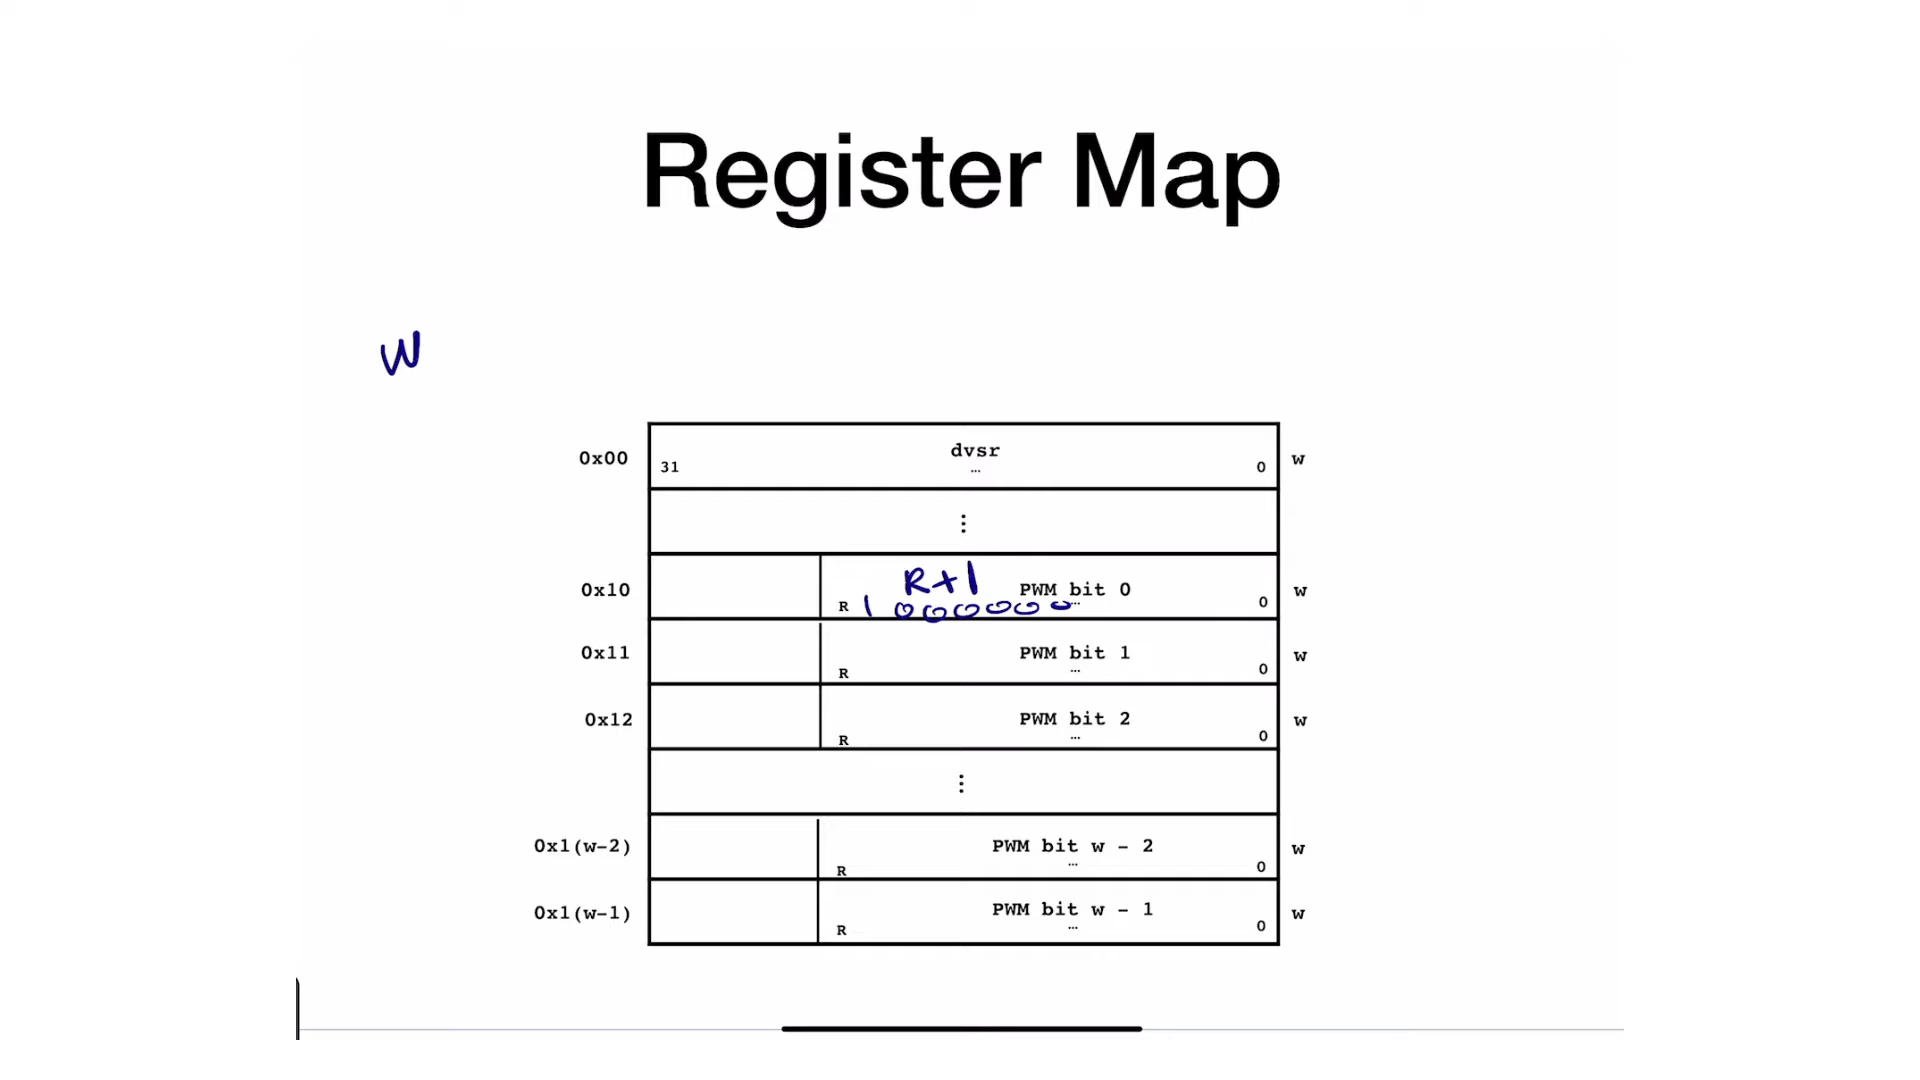 Register Map
W
0x00 31 dvsr … 0 w
⋮
0x10 R R+1 PWM bit 0 … 0 w
1 000000
0x11 R PWM bit 1 … 0 w
0x12 R PWM bit 2 … 0 w
⋮
0x1(w-2) R PWM bit w - 2 … 0 w
0x1(w-1) R PWM bit w - 1 … 0 w